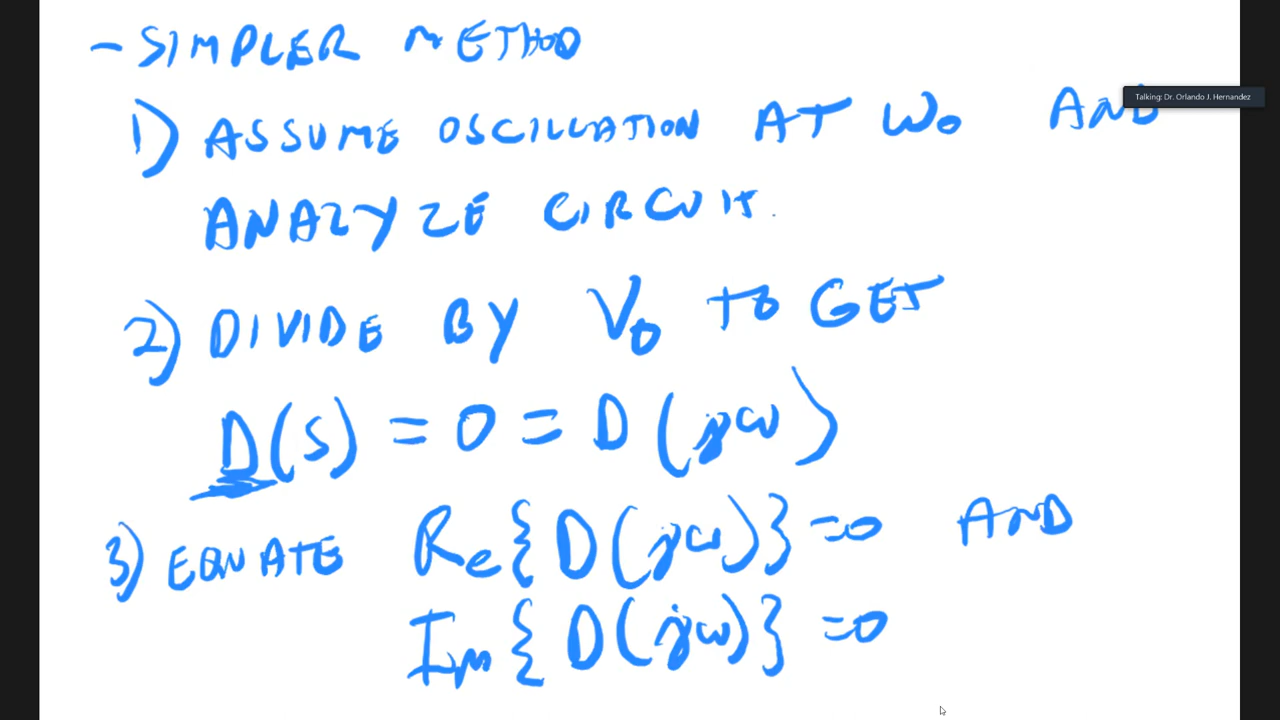 - SIMPLER METHOD
Talking: Dr. Orlando J. Hernandez
1) ASSUME OSCILLATION AT ω₀ AND
ANALYZE CIRCUIT.
2) DIVIDE BY V₀ TO GET
D(S) = 0 = D(jω)
3) EQUATE Re{D(jω)} = 0 AND
Im{D(jω)} = 0